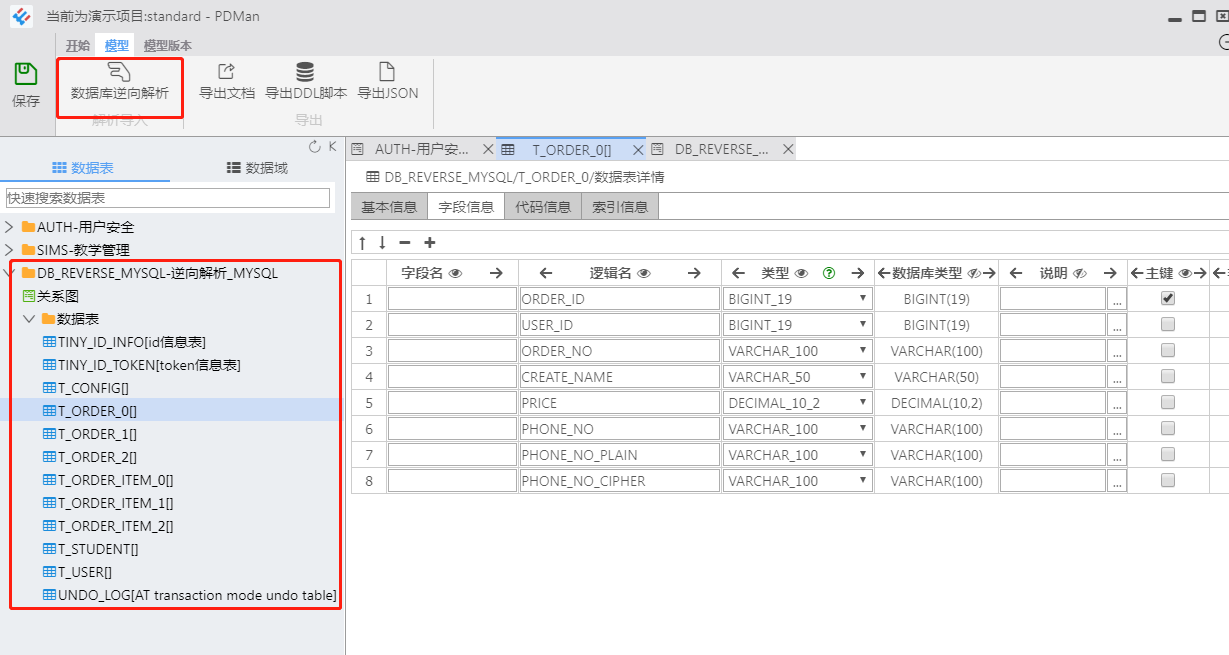 当前为演示项目:standard - PDMan
开始 模型 模型版本
保存
数据库逆向解析 导出文档 导出DDL脚本 导出JSON
解析导入 导出
数据表 数据域
快速搜索数据表
AUTH-用户安全
SIMS-教学管理
DB_REVERSE_MYSQL-逆向解析_MYSQL
关系图
数据表
TINY_ID_INFO[id信息表]
TINY_ID_TOKEN[token信息表]
T_CONFIG[]
T_ORDER_0[]
T_ORDER_1[]
T_ORDER_2[]
T_ORDER_ITEM_0[]
T_ORDER_ITEM_1[]
T_ORDER_ITEM_2[]
T_STUDENT[]
T_USER[]
UNDO_LOG[AT transaction mode undo table]
AUTH-用户安... T_ORDER_0[] DB_REVERSE_...
DB_REVERSE_MYSQL/T_ORDER_0/数据表详情
基本信息 字段信息 代码信息 索引信息
字段名 逻辑名 类型 数据库类型 说明 主键
1 ORDER_ID BIGINT_19 BIGINT(19) ...
2 USER_ID BIGINT_19 BIGINT(19) ...
3 ORDER_NO VARCHAR_100 VARCHAR(100) ...
4 CREATE_NAME VARCHAR_50 VARCHAR(50) ...
5 PRICE DECIMAL_10_2 DECIMAL(10,2) ...
6 PHONE_NO VARCHAR_100 VARCHAR(100) ...
7 PHONE_NO_PLAIN VARCHAR_100 VARCHAR(100) ...
8 PHONE_NO_CIPHER VARCHAR_100 VARCHAR(100) ...